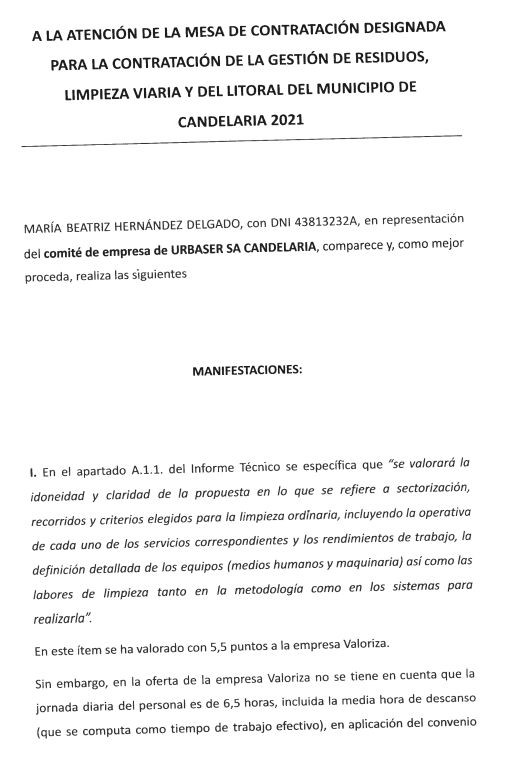 A LA ATENCIÓN DE LA MESA DE CONTRATACIÓN DESIGNADA
PARA LA CONTRATACIÓN DE LA GESTIÓN DE RESIDUOS,
LIMPIEZA VIARIA Y DEL LITORAL DEL MUNICIPIO DE
CANDELARIA 2021
MARÍA BEATRIZ HERNÁNDEZ DELGADO, con DNI 43813232A, en representación
del comité de empresa de URBASER SA CANDELARIA, comparece y, como mejor
proceda, realiza las siguientes
MANIFESTACIONES:
I. En el apartado A.1.1. del Informe Técnico se específica que “se valorará la
idoneidad y claridad de la propuesta en lo que se refiere a sectorización,
recorridos y criterios elegidos para la limpieza ordinaria, incluyendo la operativa
de cada uno de los servicios correspondientes y los rendimientos de trabajo, la
definición detallada de los equipos (medios humanos y maquinaria) así como las
labores de limpieza tanto en la metodología como en los sistemas para
realizarla”.
En este ítem se ha valorado con 5,5 puntos a la empresa Valoriza.
Sin embargo, en la oferta de la empresa Valoriza no se tiene en cuenta que la
jornada diaria del personal es de 6,5 horas, incluida la media hora de descanso
(que se computa como tiempo de trabajo efectivo), en aplicación del convenio